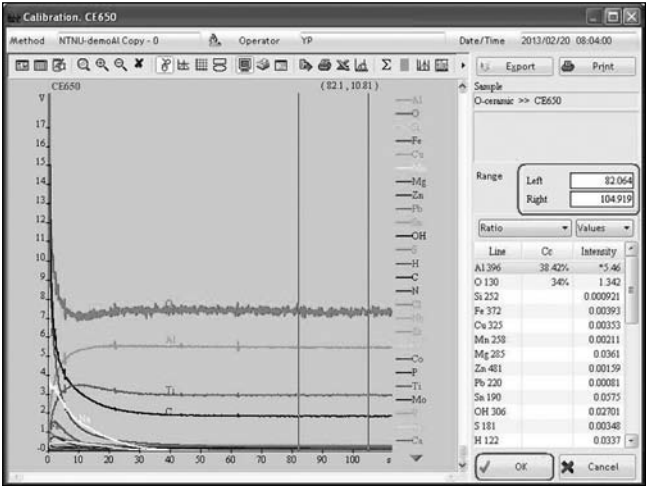 Calibration. CE650
Method NTNU-demoAl Copy - 0 Operator YP Date/Time 2013/02/20 08:04:00
Export Print
CE650 (82.1, 10.81)
V
17
16
15
14
13
12
11
10
9
8
7
6
5
4
3
2
1
-0
0 10 20 30 40 50 60 70 80 90 100 s
O
Al
Ti
C
Na
Al
O
Fe
Cu
Mg
Zn
Pb
Sn
OH
S
H
C
N
Cl
Co
P
Ti
Mo
Ca
Sample
O-ceramic >> CE650
Range
Left 82.064
Right 104.919
Ratio Values
Line Cc Intensity
Al 396 38.42% *5.46
O 130 34% 1.342
Si 252 0.000921
Fe 372 0.00393
Cu 325 0.00353
Mn 258 0.00211
Mg 285 0.0361
Zn 481 0.00159
Pb 220 0.00081
Sn 190 0.0575
OH 306 0.02701
S 181 0.00348
H 122 0.0337
OK Cancel